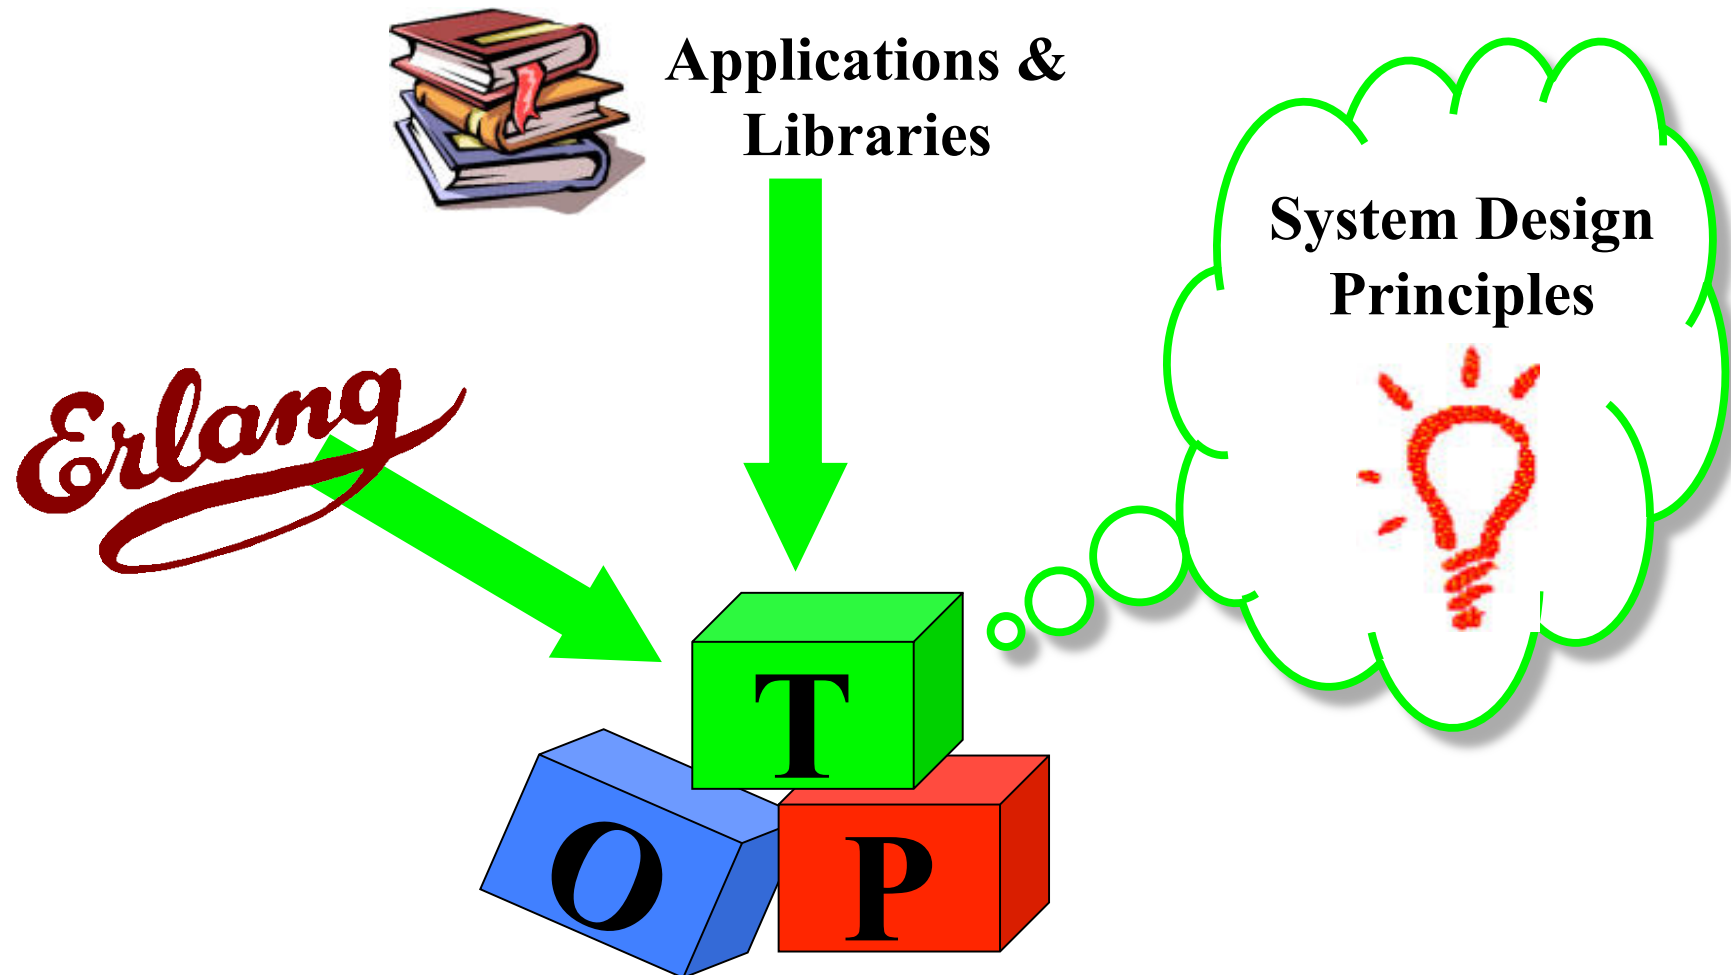 Applications &
Libraries
System Design
Principles
Erlang
T
O
P